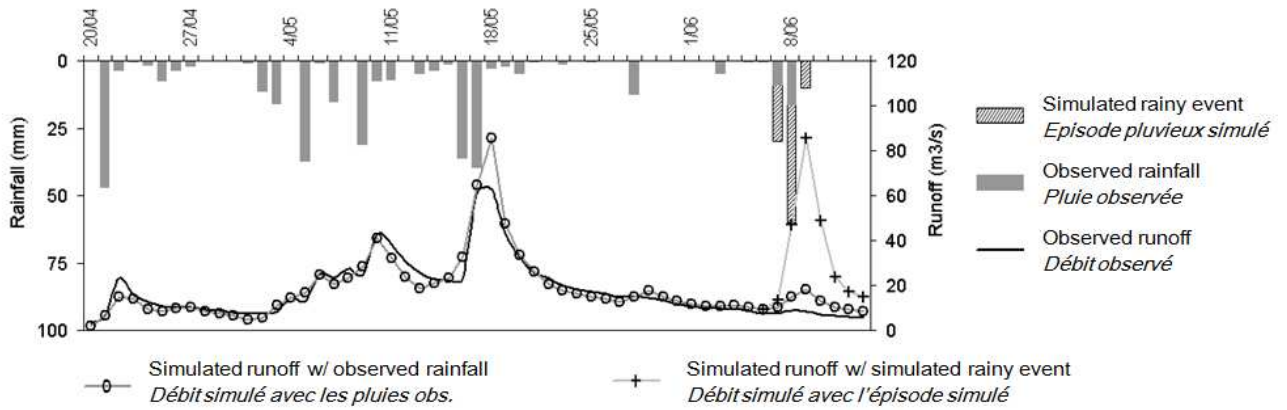 20/04 27/04 4/05 11/05 18/05 25/05 1/06 8/06
0 120
100
25 80
50 60
40
75 20
100 0
Rainfall (mm)
Runoff (m3/s)
Simulated rainy event
Episode pluvieux simulé
Observed rainfall
Pluie observée
Observed runoff
Débit observé
Simulated runoff w/ observed rainfall
Débit simulé avec les pluies obs.
Simulated runoff w/ simulated rainy event
Débit simulé avec l'épisode simulé